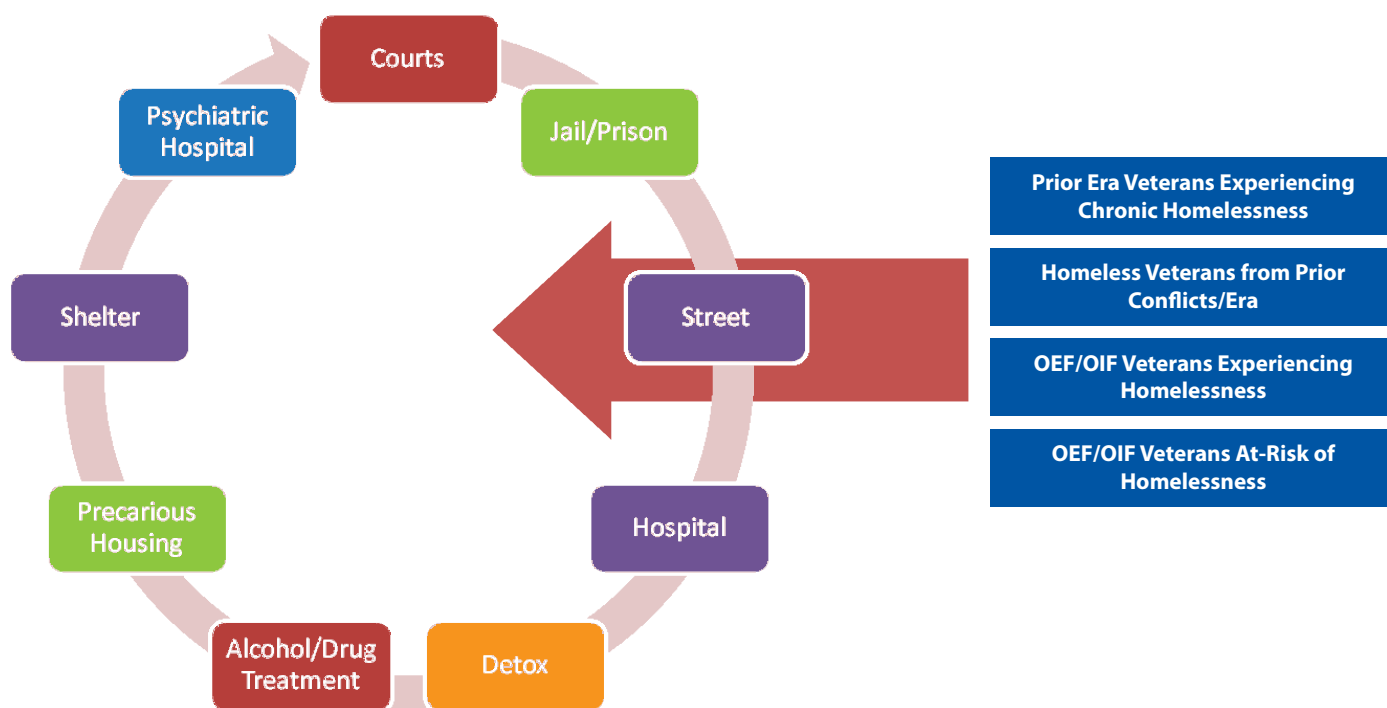 Courts
Jail/Prison
Street
Hospital
Detox
Alcohol/Drug
Treatment
Precarious
Housing
Shelter
Psychiatric
Hospital
Prior Era Veterans Experiencing
Chronic Homelessness
Homeless Veterans from Prior
Conflicts/Era
OEF/OIF Veterans Experiencing
Homelessness
OEF/OIF Veterans At-Risk of
Homelessness